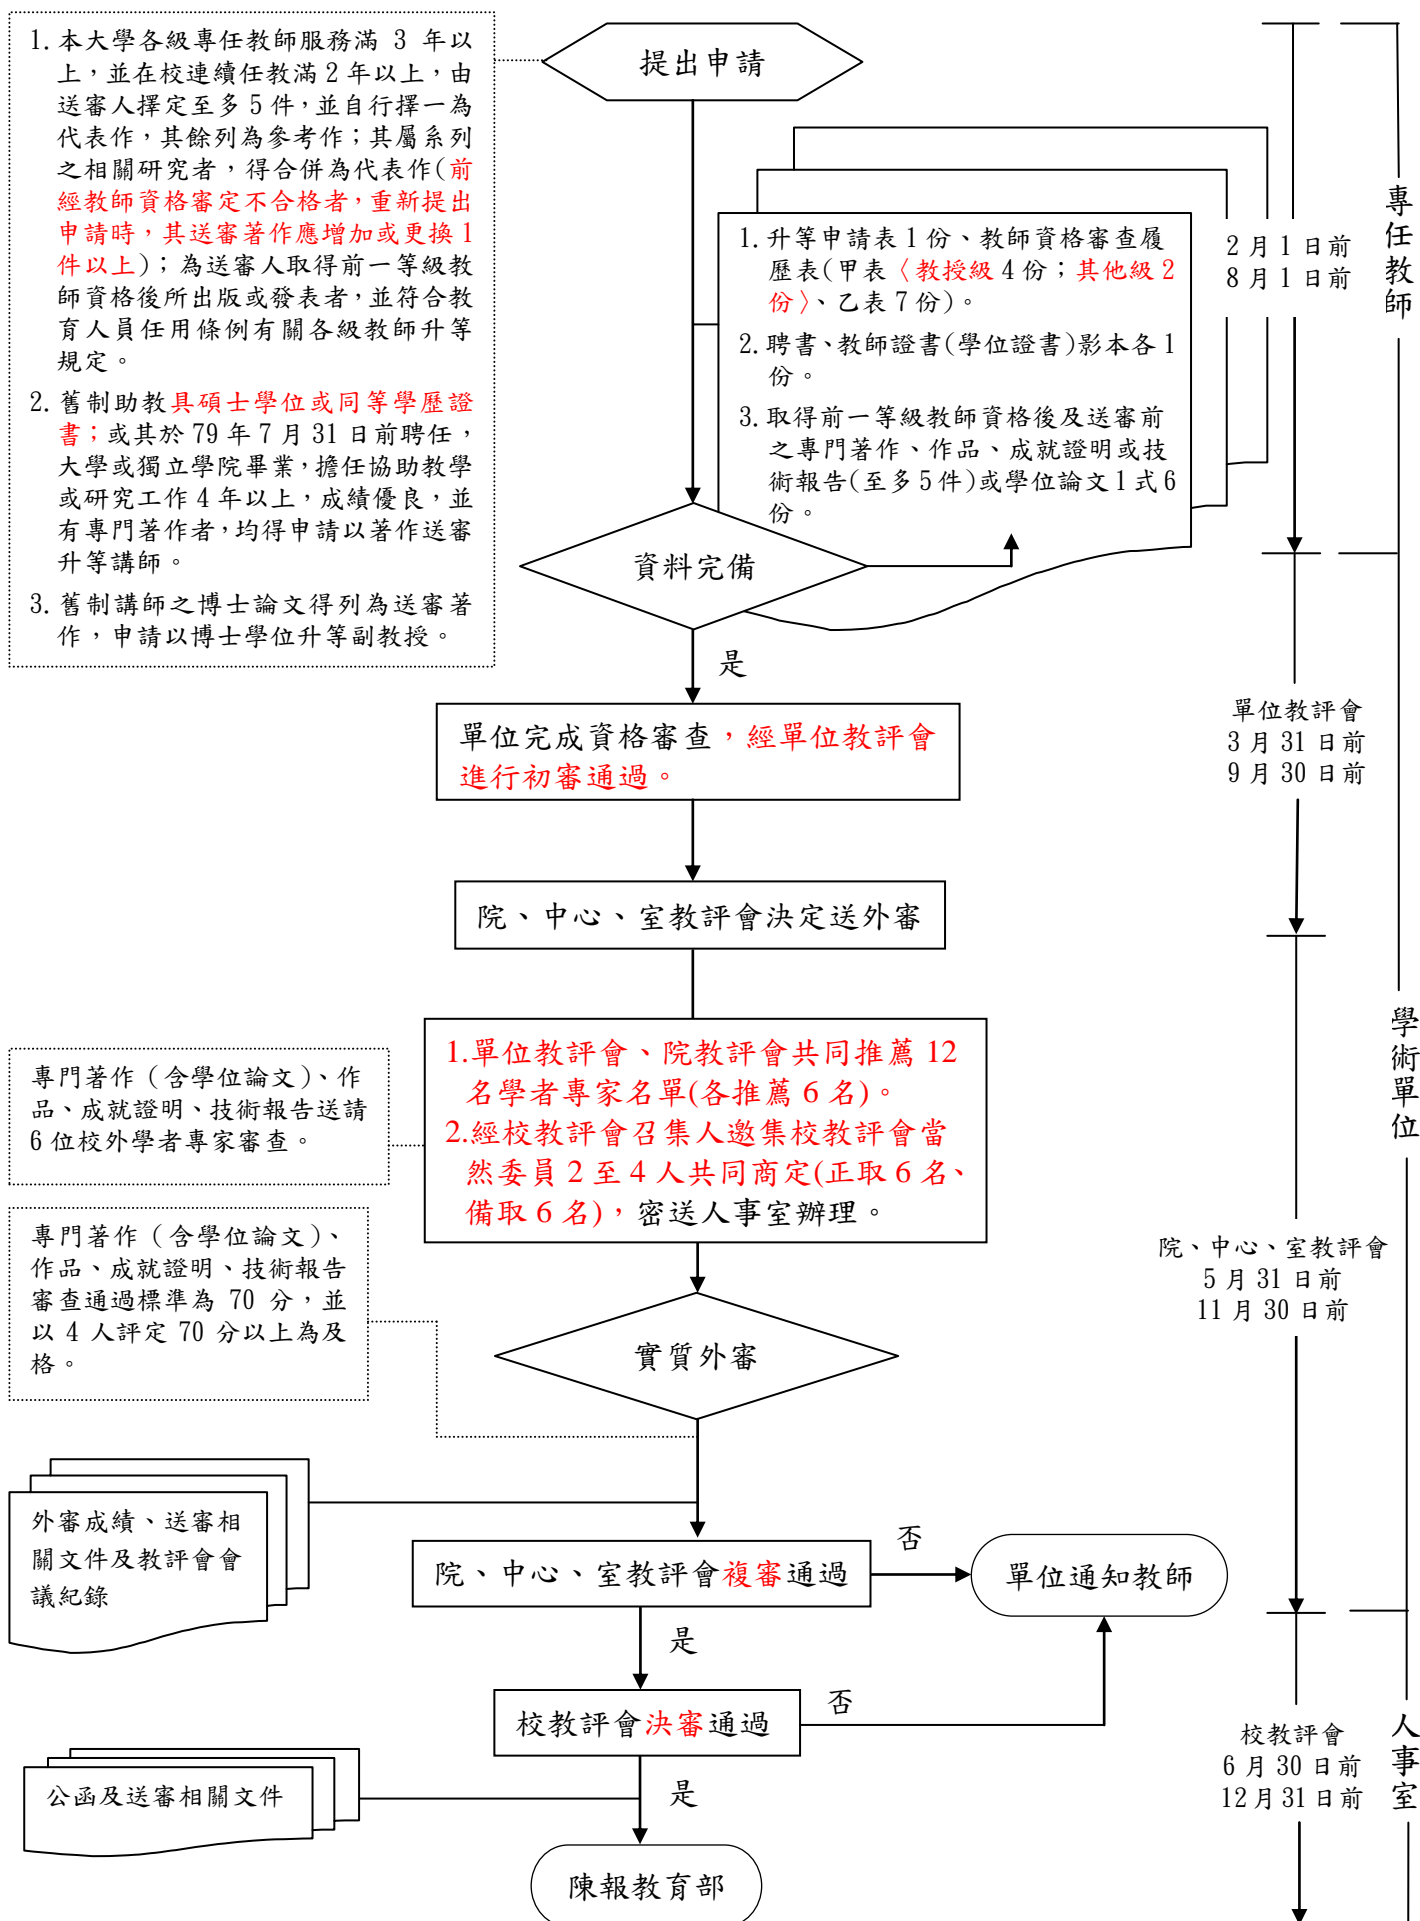 提出申請
1. 本大學各級專任教師服務滿 3 年以
上，並在校連續任教滿 2 年以上，由
送審人擇定至多 5 件，並自行擇一為
代表作，其餘列為參考作；其屬系列
之相關研究者，得合併為代表作(前
經教師資格審定不合格者，重新提出
申請時，其送審著作應增加或更換 1
件以上)；為送審人取得前一等級教
師資格後所出版或發表者，並符合教
育人員任用條例有關各級教師升等
規定。
2. 舊制助教具碩士學位或同等學歷證
書；或其於 79 年 7 月 31 日前聘任，
大學或獨立學院畢業，擔任協助教學
或研究工作 4 年以上，成績優良，並
有專門著作者，均得申請以著作送審
升等講師。
3. 舊制講師之博士論文得列為送審著
作，申請以博士學位升等副教授。
1. 升等申請表 1 份、教師資格審查履
歷表(甲表〈教授級 4 份；其他級 2
份〉、乙表 7 份)。
2. 聘書、教師證書(學位證書)影本各 1
份。
3. 取得前一等級教師資格後及送審前
之專門著作、作品、成就證明或技
術報告(至多 5 件)或學位論文 1 式 6
份。
2 月 1 日前
8 月 1 日前
專任教師
資料完備
是
單位完成資格審查，經單位教評會
進行初審通過。
單位教評會
3 月 31 日前
9 月 30 日前
院、中心、室教評會決定送外審
學術單位
1.單位教評會、院教評會共同推薦 12
名學者專家名單(各推薦 6 名)。
2.經校教評會召集人邀集校教評會當
然委員 2 至 4 人共同商定(正取 6 名、
備取 6 名)，密送人事室辦理。
專門著作（含學位論文）、作
品、成就證明、技術報告送請
6 位校外學者專家審查。
專門著作（含學位論文）、
作品、成就證明、技術報告
審查通過標準為 70 分，並
以 4 人評定 70 分以上為及
格。
院、中心、室教評會
5 月 31 日前
11 月 30 日前
實質外審
外審成績、送審相
關文件及教評會會
議紀錄
院、中心、室教評會複審通過
否
單位通知教師
是
校教評會決審通過
否
校教評會
6 月 30 日前
12 月 31 日前
人事室
公函及送審相關文件
是
陳報教育部